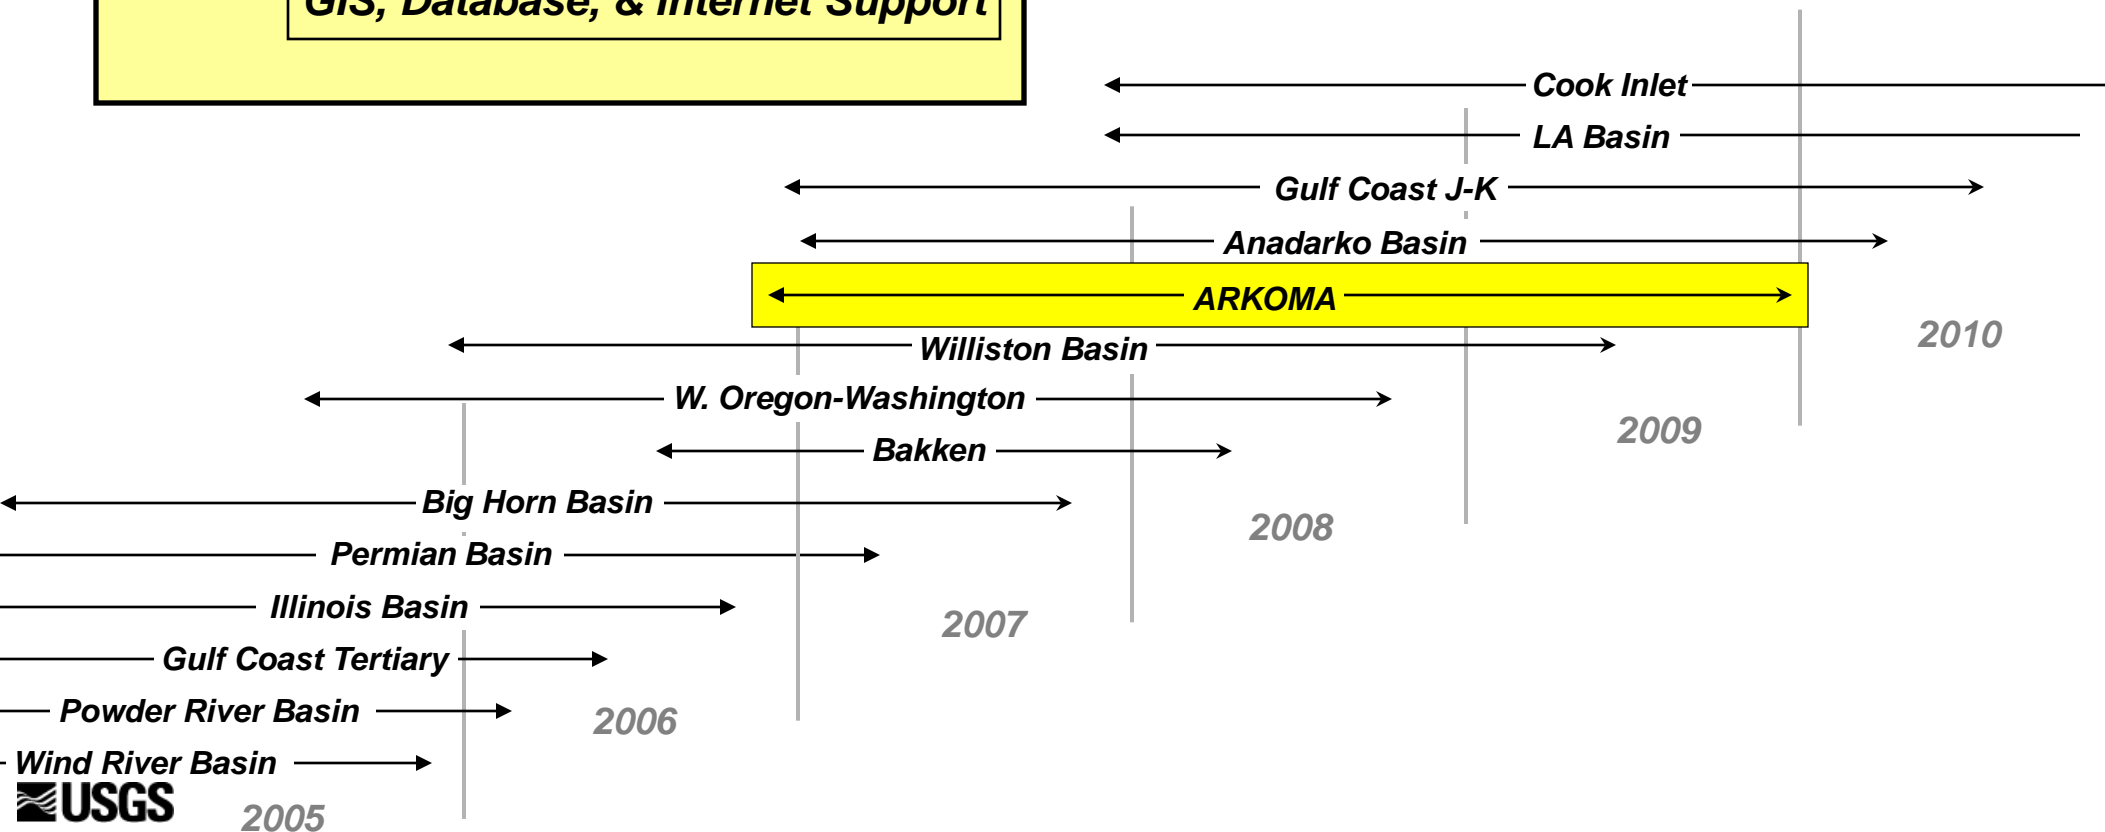 GIS, Database, & Internet Support
Cook Inlet
LA Basin
Gulf Coast J-K
Anadarko Basin
ARKOMA
2010
Williston Basin
W. Oregon-Washington
2009
Bakken
Big Horn Basin
2008
Permian Basin
Illinois Basin
2007
Gulf Coast Tertiary
Powder River Basin
2006
Wind River Basin
USGS
2005